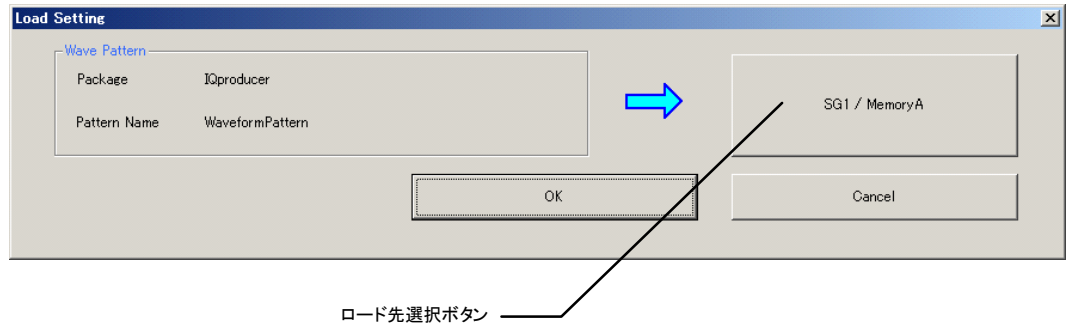 Load Setting
Wave Pattern
Package IQproducer
Pattern Name WaveformPattern
SG1 / MemoryA
OK
Cancel
ロード先選択ボタン